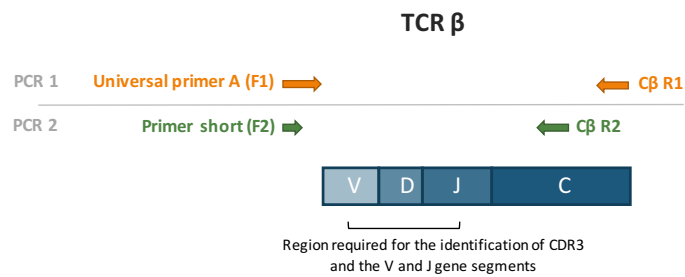 TCR β
PCR 1 Universal primer A (F1) Cβ R1
PCR 2 Primer short (F2) Cβ R2
V D J C
Region required for the identification of CDR3
and the V and J gene segments